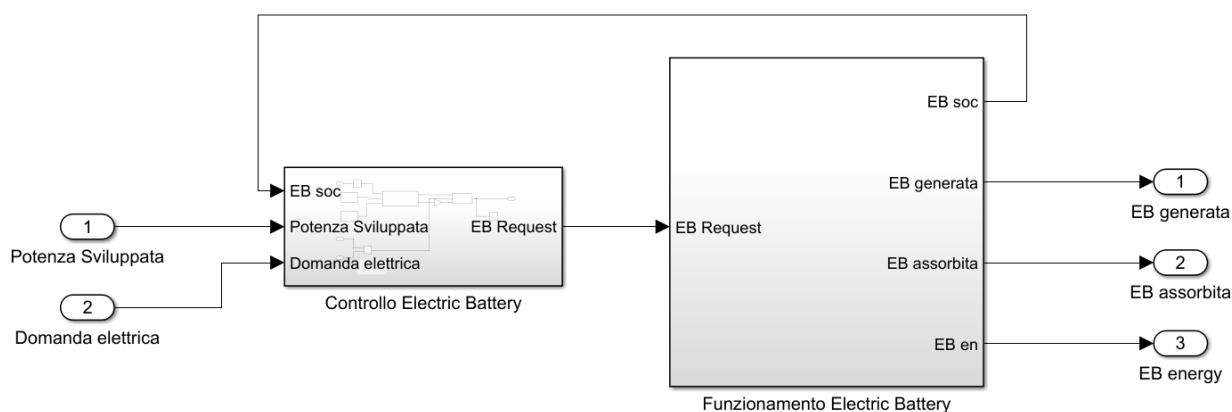 EB soc
EB generata
EB assorbita
EB en
EB Request
Funzionamento Electric Battery
EB soc
Potenza Sviluppata
Domanda elettrica
EB Request
Controllo Electric Battery
1
Potenza Sviluppata
2
Domanda elettrica
1
EB generata
2
EB assorbita
3
EB energy